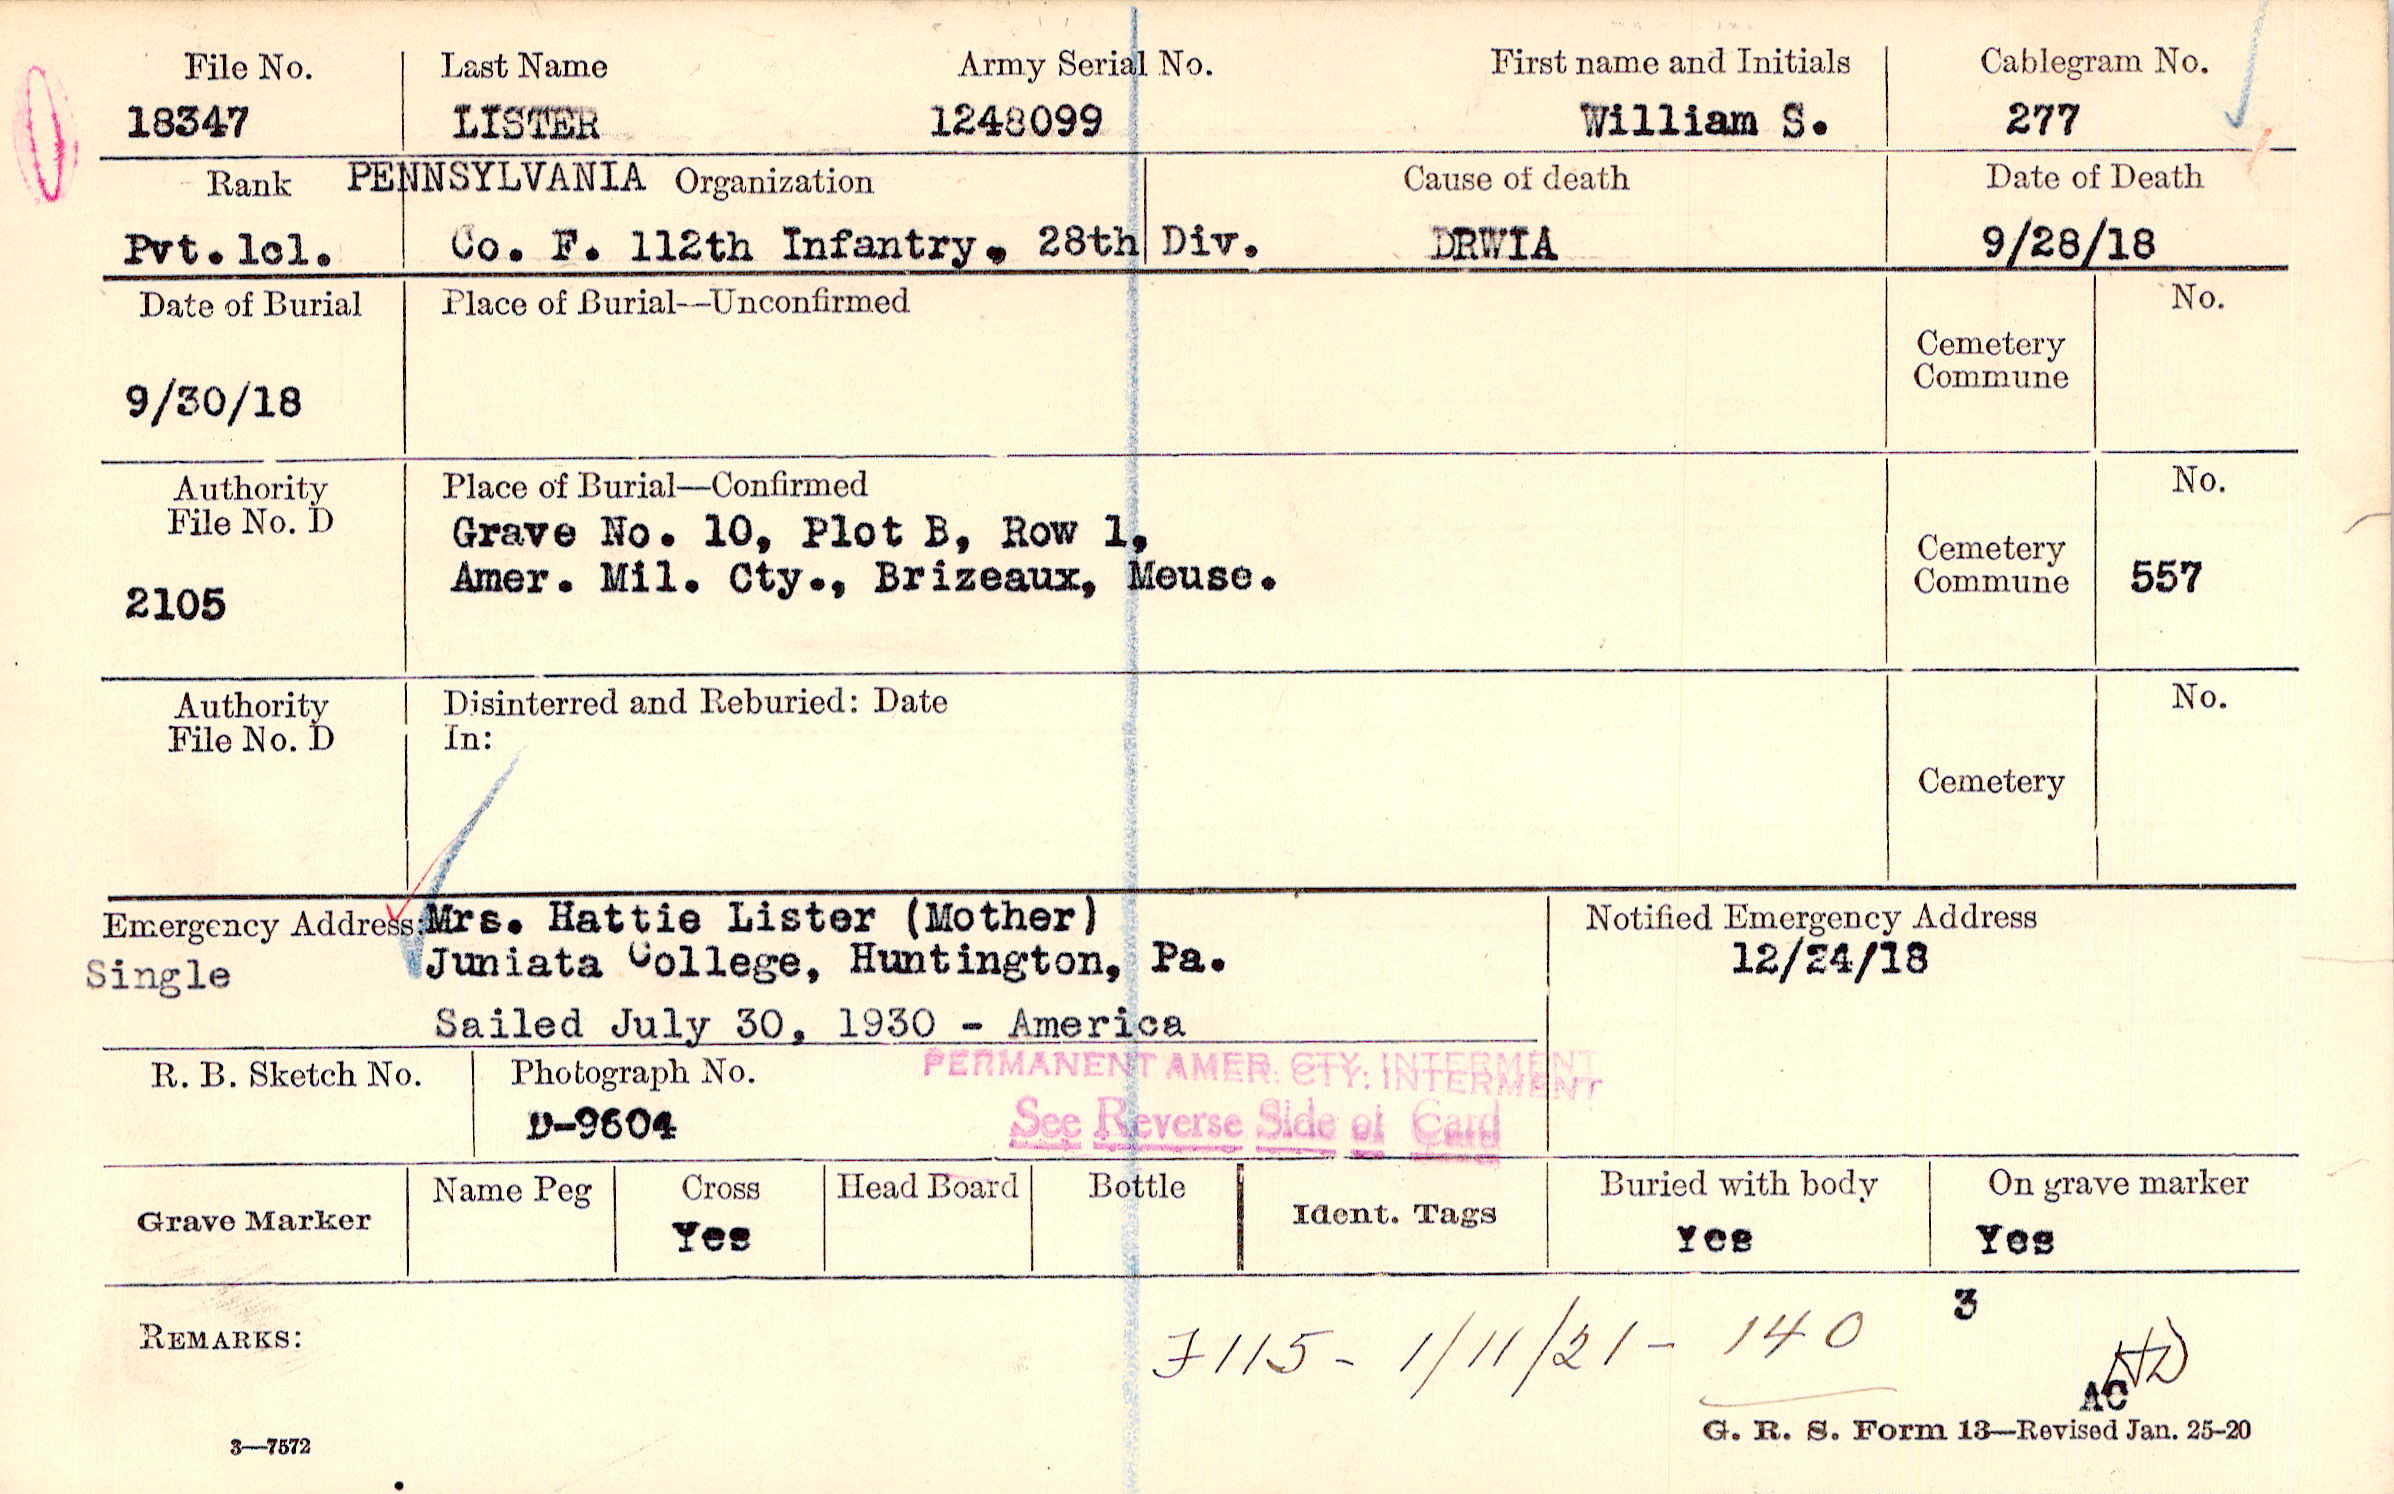 File No. Last Name Army Serial No. First name and Initials Cablegram No.
18347 LISTER 1248099 William S. 277
Rank PENNSYLVANIA Organization Cause of death Date of Death
Pvt.1cl. Co. F. 112th Infantry. 28th Div. DRWIA 9/28/18
Date of Burial Place of Burial—Unconfirmed No.
Cemetery
Commune
9/30/18
Authority Place of Burial—Confirmed No.
File No. D
Grave No. 10, Plot B, Row 1,
Cemetery
Amer. Mil. Cty., Brizeaux, Meuse.
Commune 557
2105
Authority Disinterred and Reburied: Date No.
File No. D In:
Cemetery
Emergency Address: Mrs. Hattie Lister (Mother) Notified Emergency Address
Single Juniata College, Huntington, Pa. 12/24/18
Sailed July 30, 1930 - America
R. B. Sketch No. Photograph No. PERMANENT AMER. CTY. INTERMENT
D-9604 See Reverse Side of Card
Grave Marker Name Peg Cross Head Board Bottle Ident. Tags Buried with body On grave marker
Yes Yes Yes
3
REMARKS: F115 - 1/11/21 - 140
AC
3—7572 G. R. S. Form 13—Revised Jan. 25-20